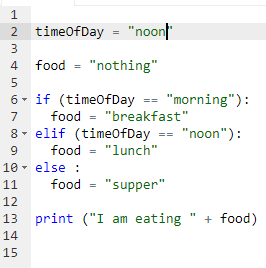 1
2 timeOfDay = "noon"
3
4 food = "nothing"
5
6 if (timeOfDay == "morning"):
7   food = "breakfast"
8 elif (timeOfDay == "noon"):
9   food = "lunch"
10 else :
11   food = "supper"
12
13 print ("I am eating " + food)
14
15